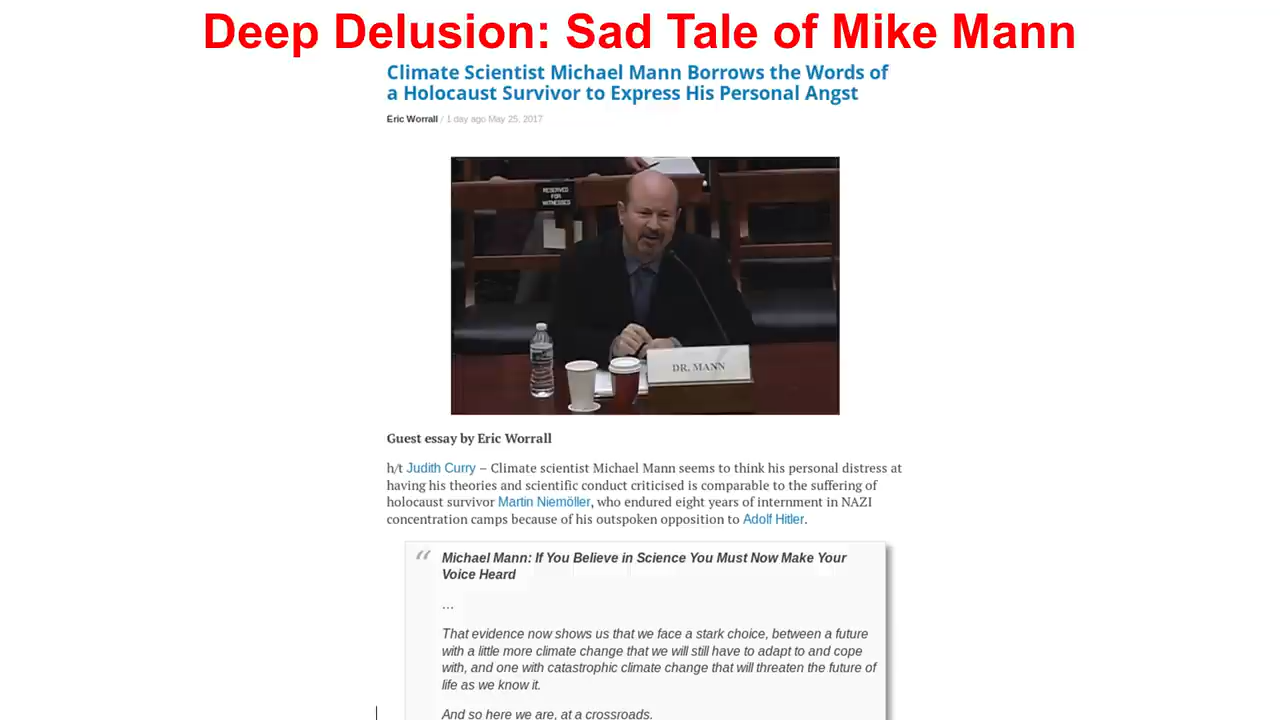 Deep Delusion: Sad Tale of Mike Mann
Climate Scientist Michael Mann Borrows the Words of
a Holocaust Survivor to Express His Personal Angst
Eric Worrall / 1 day ago May 25, 2017
RESERVED
FOR
WITNESSES
DR. MANN
Guest essay by Eric Worrall
h/t Judith Curry – Climate scientist Michael Mann seems to think his personal distress at
having his theories and scientific conduct criticised is comparable to the suffering of
holocaust survivor Martin Niemöller, who endured eight years of internment in NAZI
concentration camps because of his outspoken opposition to Adolf Hitler.
“ Michael Mann: If You Believe in Science You Must Now Make Your
Voice Heard
…
That evidence now shows us that we face a stark choice, between a future
with a little more climate change that we will still have to adapt to and cope
with, and one with catastrophic climate change that will threaten the future of
life as we know it.
And so here we are, at a crossroads.